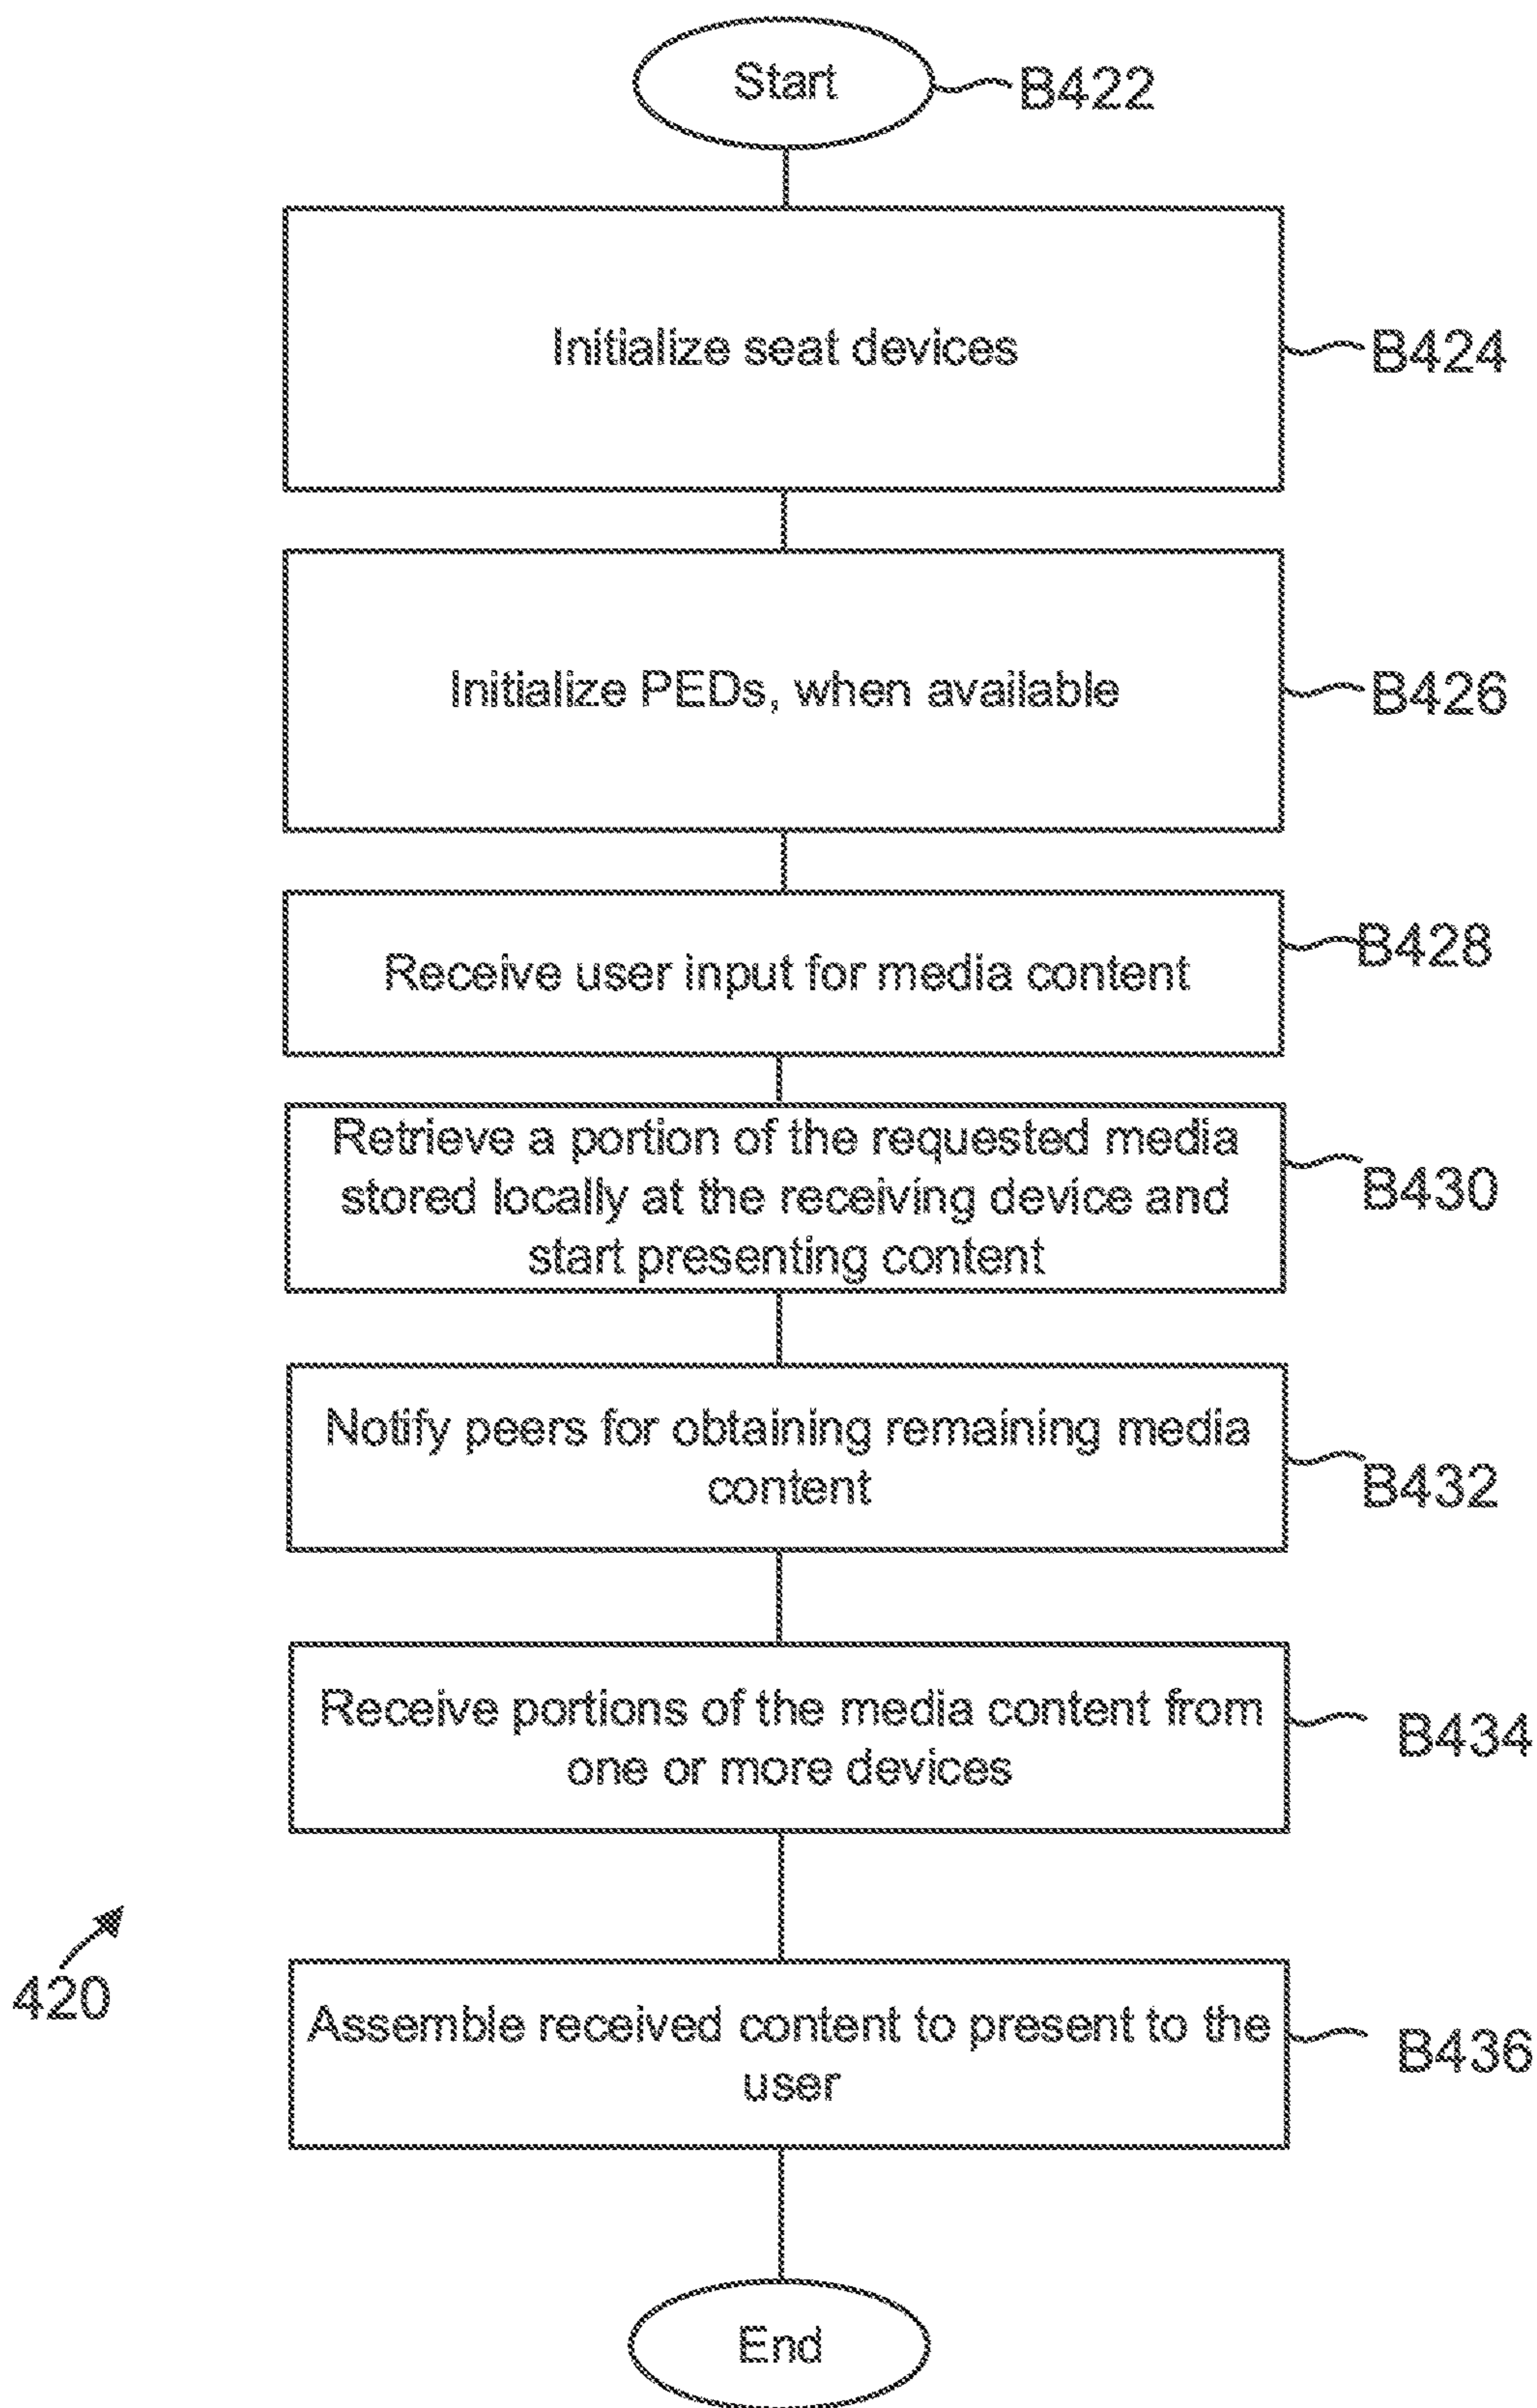 Start
B422
Initialize seat devices
B424
Initialize PEDs, when available
B426
Receive user input for media content
B428
Retrieve a portion of the requested media
stored locally at the receiving device and
start presenting content
B430
Notify peers for obtaining remaining media
content
B432
Receive portions of the media content from
one or more devices
B434
420
Assemble received content to present to the
user
B436
End